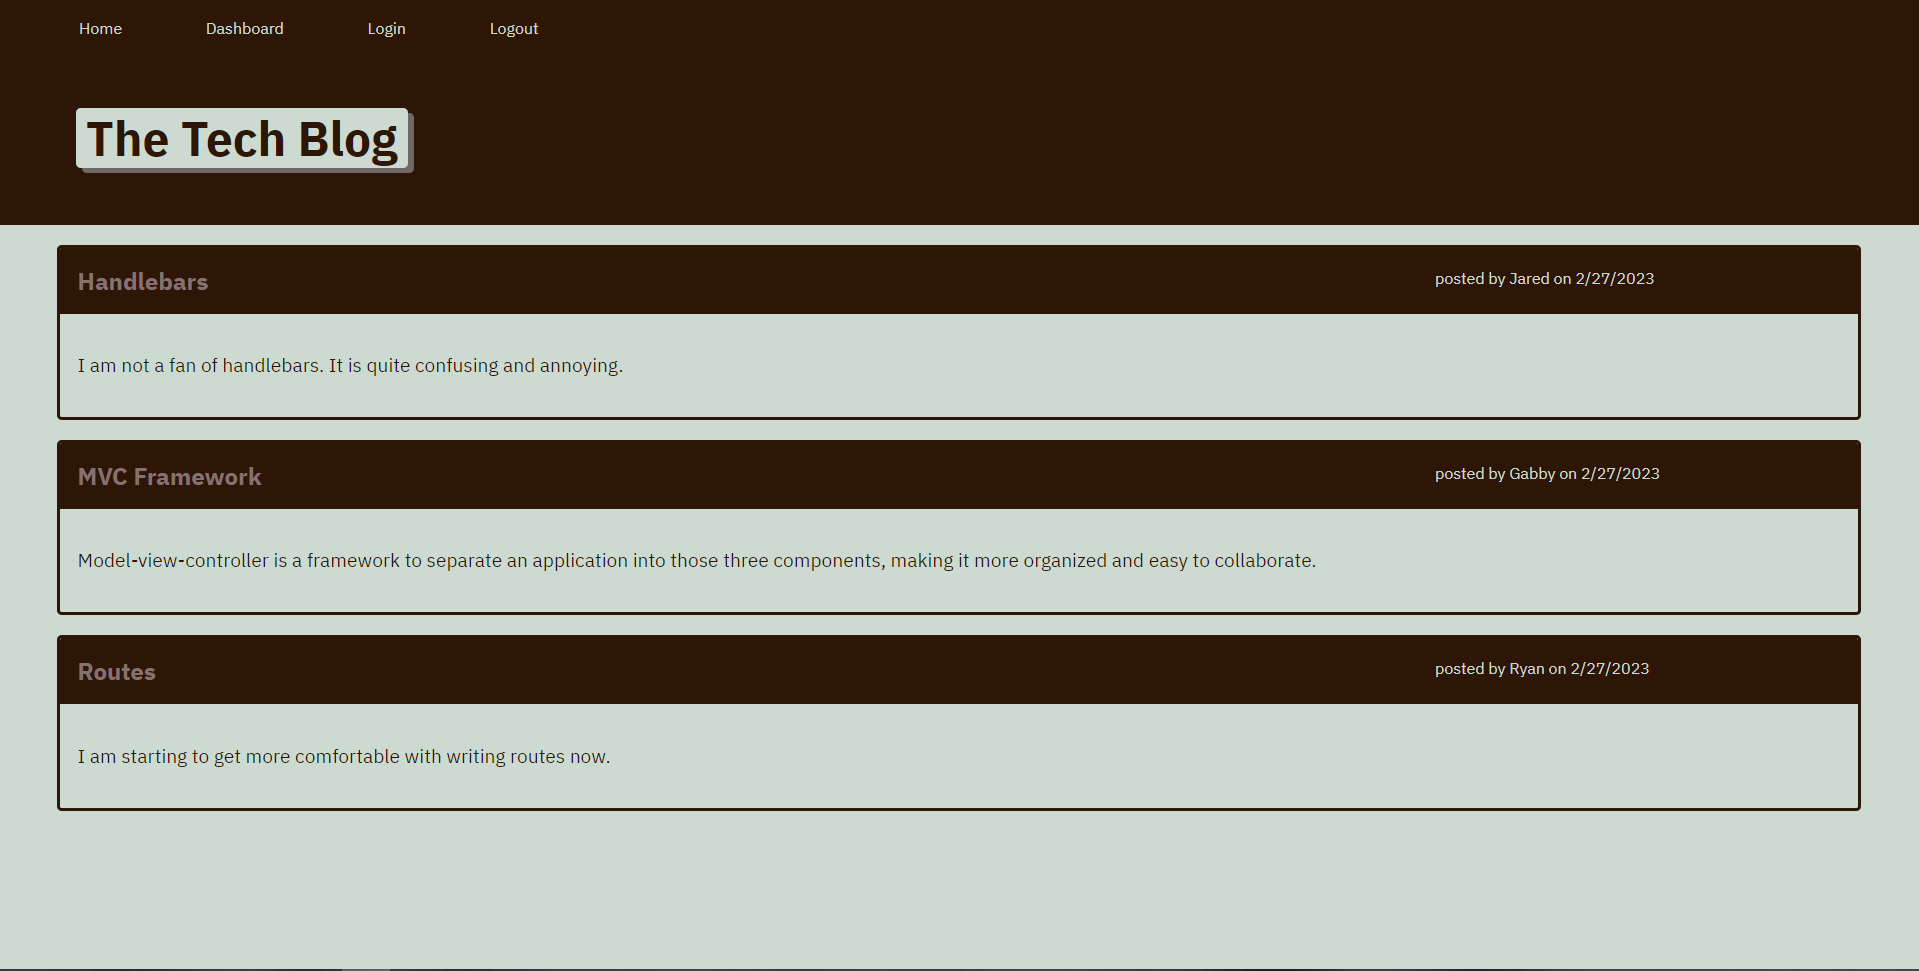 Home Dashboard Login Logout
The Tech Blog
Handlebars posted by Jared on 2/27/2023
I am not a fan of handlebars. It is quite confusing and annoying.
MVC Framework posted by Gabby on 2/27/2023
Model-view-controller is a framework to separate an application into those three components, making it more organized and easy to collaborate.
Routes posted by Ryan on 2/27/2023
I am starting to get more comfortable with writing routes now.